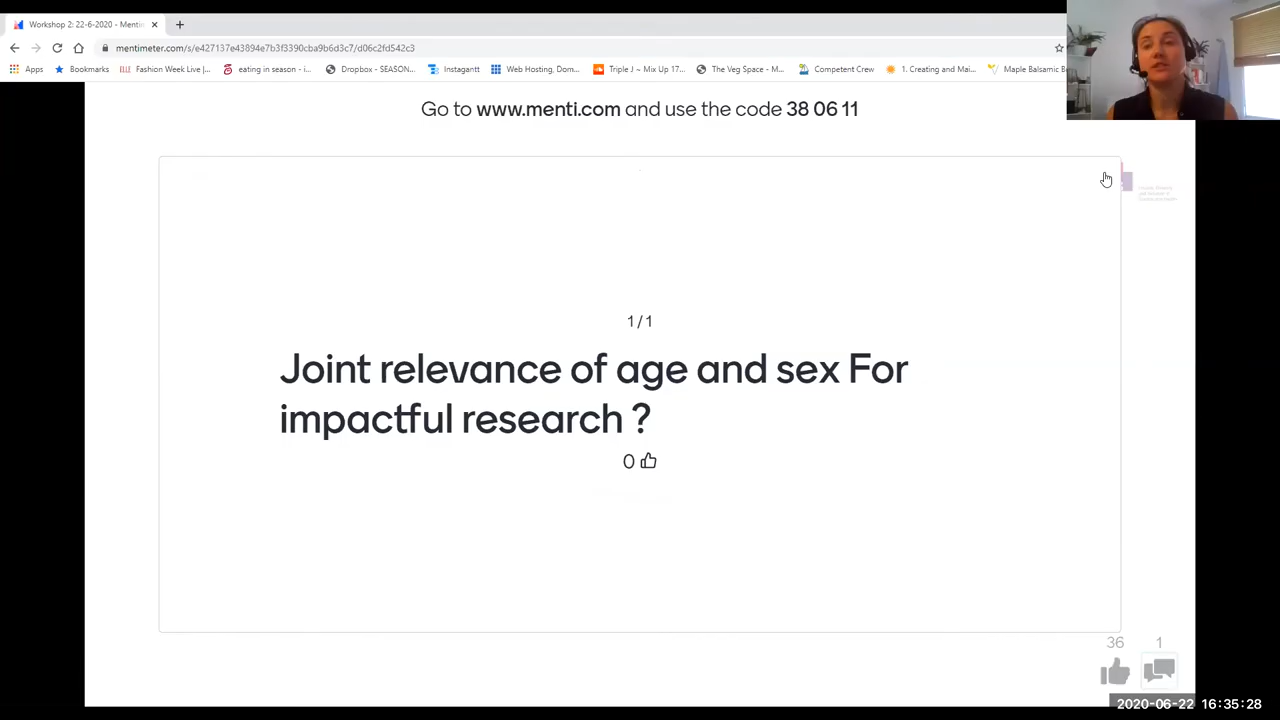 Workshop 2: 22-6-2020 - Mentim
mentimeter.com/s/e427137e43894e7b3f3390cba9b6d3c7/d06c2fd542c3
Apps Bookmarks Fashion Week Live |... eating in season - i... Dropbox - SEASON... Instagantt Web Hosting, Dom... Triple J ~ Mix Up 17... The Veg Space - M... Competent Crew 1. Creating and Mai... Maple Balsamic B
Go to www.menti.com and use the code 38 06 11
1 / 1
Joint relevance of age and sex For
impactful research ?
0
36 1
2020-06-22 16:35:28